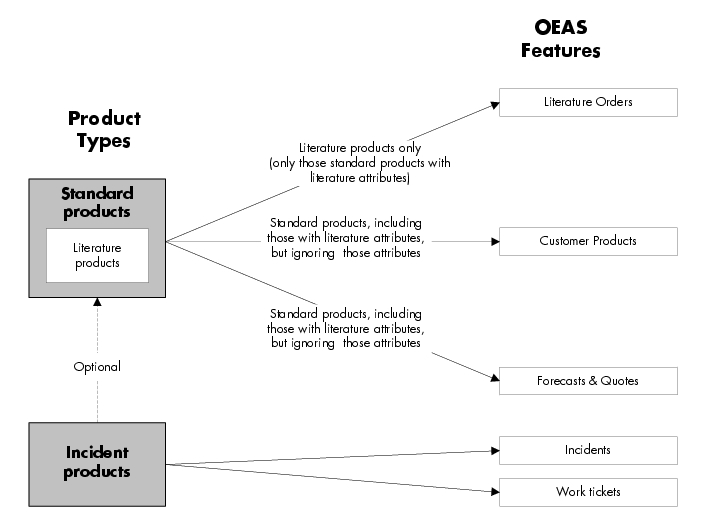 OEAS
Features
Literature Orders
Product
Types
Literature products only
(only those standard products with
literature attributes)
Standard
products
Literature
products
Standard products, including
those with literature attributes,
but ignoring those attributes
Customer Products
Standard products, including
those with literature attributes,
but ignoring those attributes
Optional
Forecasts & Quotes
Incident
products
Incidents
Work tickets